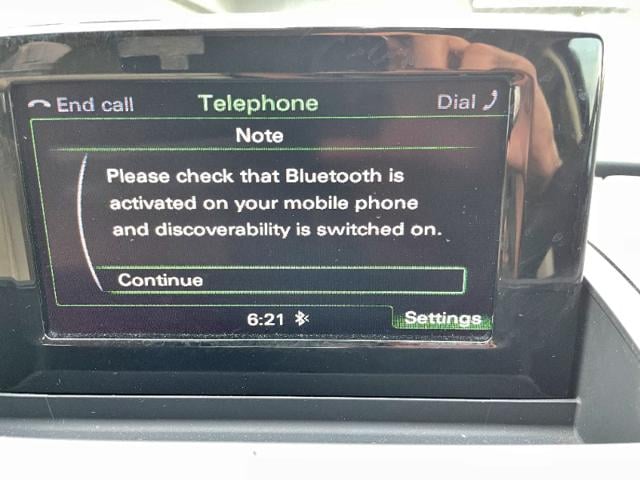 End call Telephone Dial
Note
Please check that Bluetooth is
activated on your mobile phone
and discoverability is switched on.
Continue
6:21 Settings